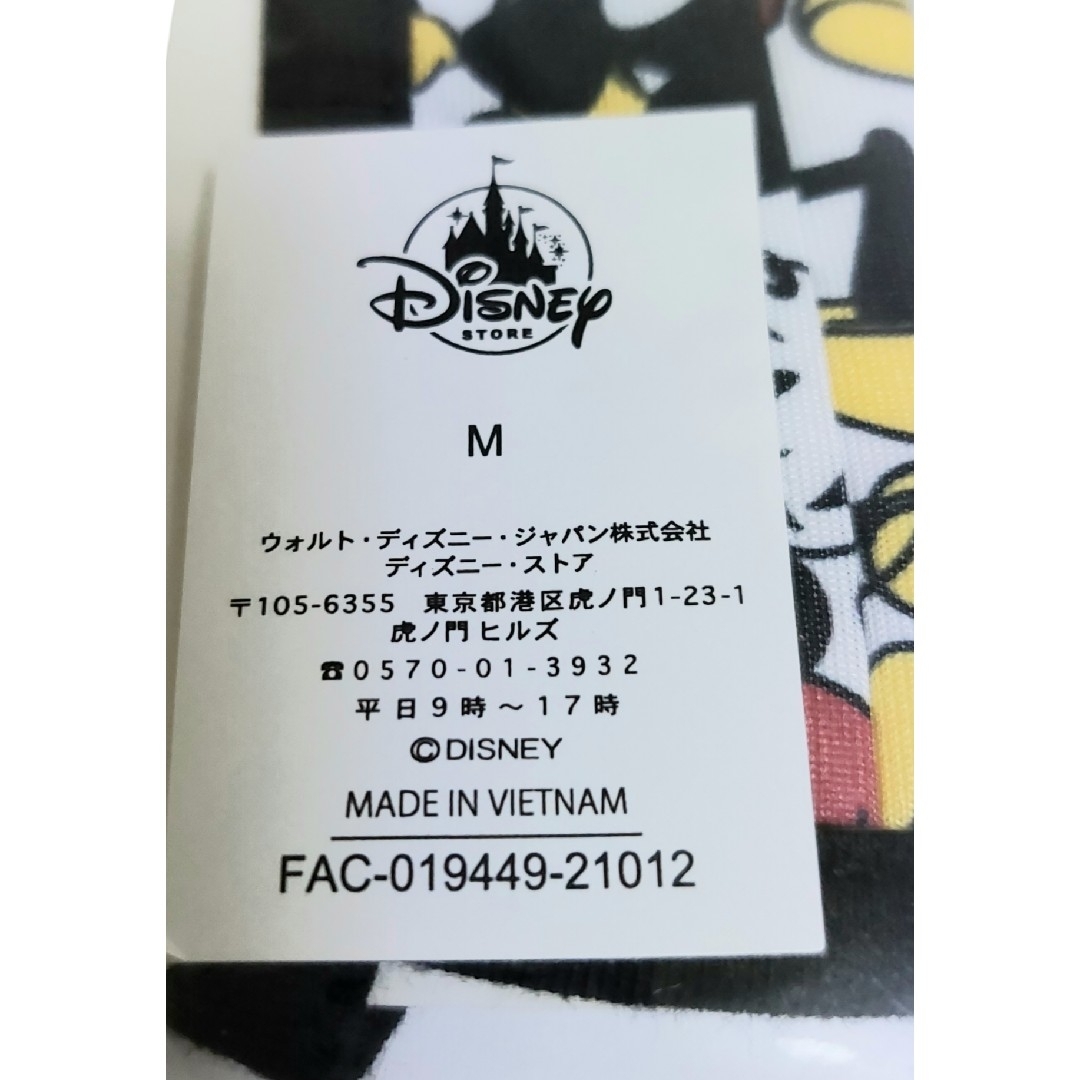 Disney
STORE
M
ウォルト・ディズニー・ジャパン株式会社
ディズニー・ストア
〒105-6355 東京都港区虎ノ門1-23-1
虎ノ門 ヒルズ
☎0570-01-3932
平日9時～17時
©DISNEY
MADE IN VIETNAM
FAC-019449-21012